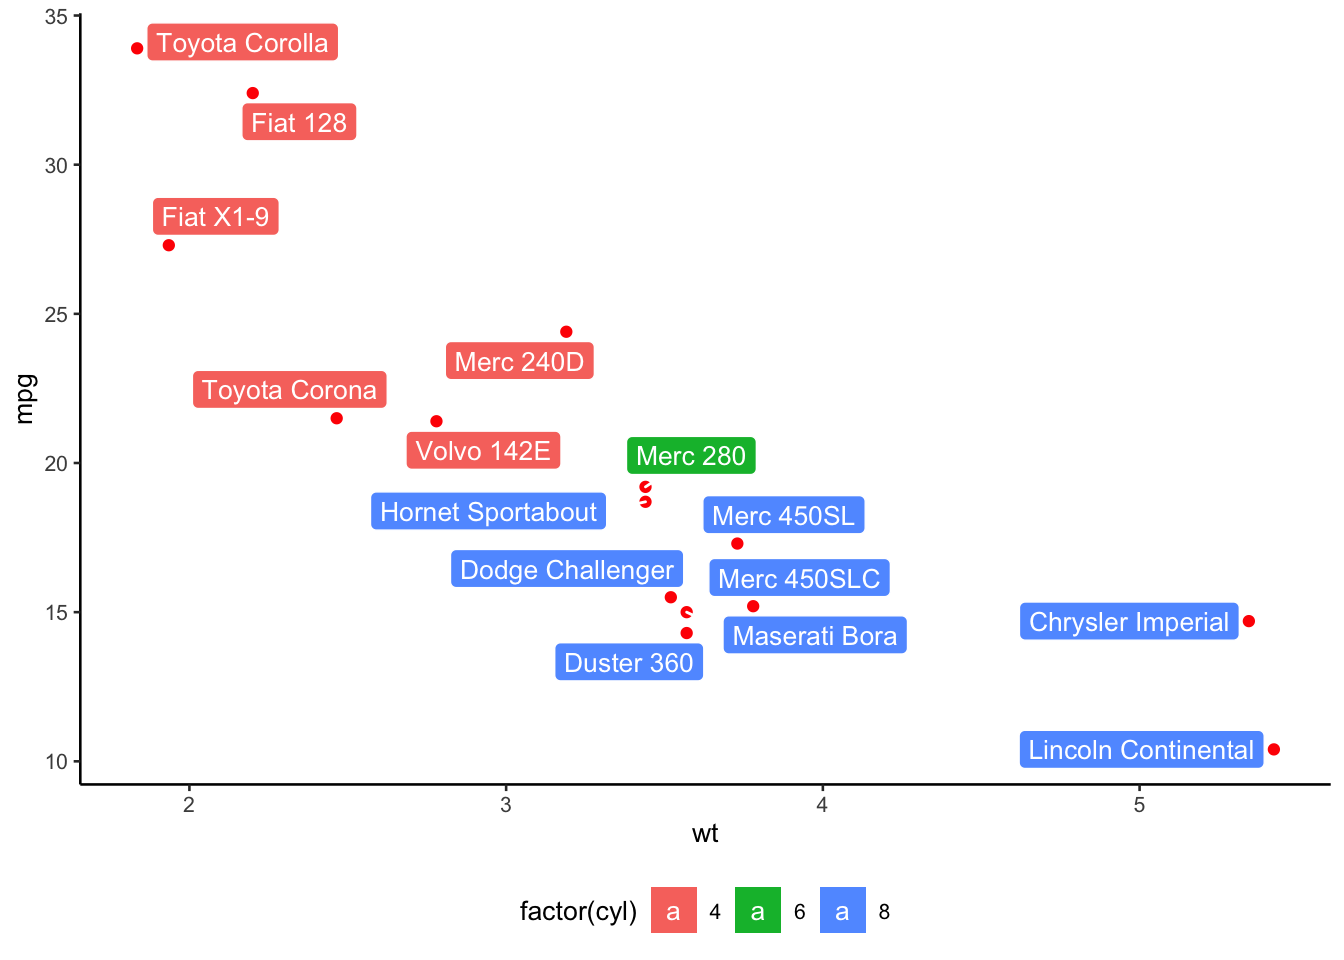 35
Toyota Corolla
Fiat 128
30
Fiat X1-9
25
Merc 240D
Toyota Corona
mpg
Volvo 142E
Merc 280
20
Hornet Sportabout
Merc 450SL
Dodge Challenger
Merc 450SLC
15
Chrysler Imperial
Maserati Bora
Duster 360
Lincoln Continental
10
2 3 4 5
wt
factor(cyl) a 4 a 6 a 8